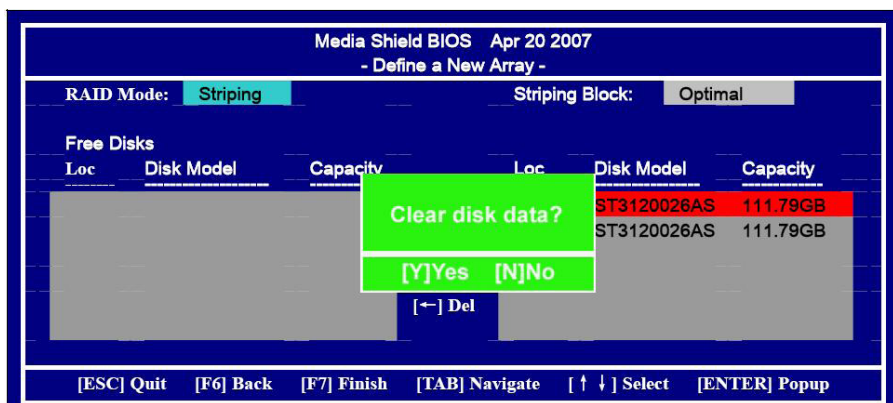 Media Shield BIOS Apr 20 2007
- Define a New Array -
RAID Mode: Striping Striping Block: Optimal
Free Disks
Loc Disk Model Capacity Loc Disk Model Capacity
ST3120026AS 111.79GB
ST3120026AS 111.79GB
Clear disk data?
[Y]Yes [N]No
[←] Del
[ESC] Quit [F6] Back [F7] Finish [TAB] Navigate [↑↓] Select [ENTER] Popup